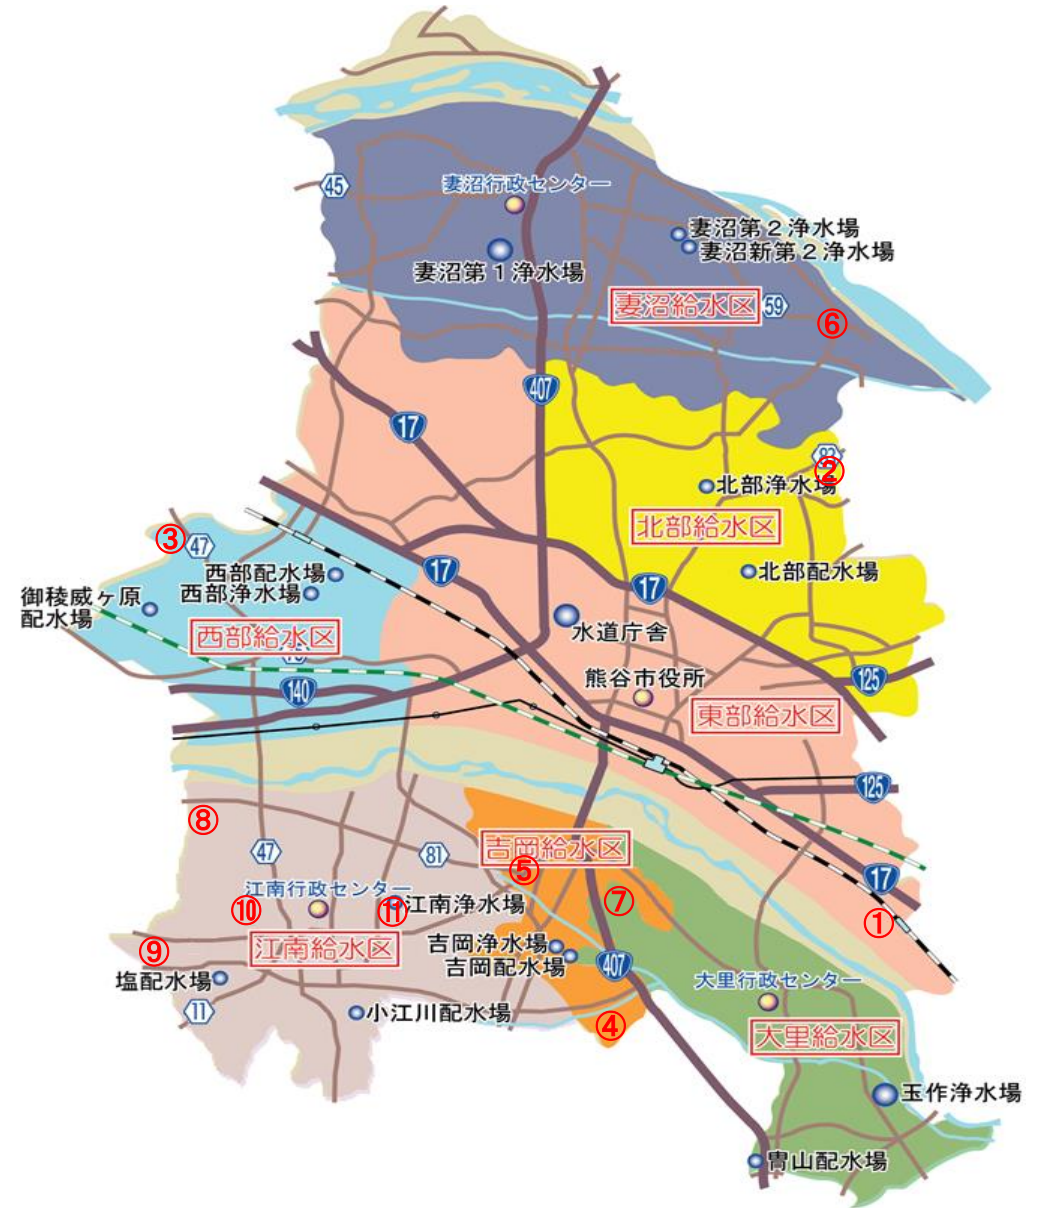 45
妻沼行政センター
妻沼第2浄水場
妻沼新第2浄水場
妻沼第1浄水場
妻沼給水区
59
⑥
407
17
②
北部浄水場
北部給水区
③
47
17
西部配水場
西部浄水場
北部配水場
17
御稜威ヶ原
配水場
水道庁舎
西部給水区
熊谷市役所
140
125
東部給水区
125
⑧
吉岡給水区
47
81
⑤
17
江南行政センター
⑩
⑪
江南浄水場
⑦
①
⑨
江南給水区
吉岡浄水場
吉岡配水場
407
塩配水場
大里行政センター
11
小江川配水場
④
大里給水区
玉作浄水場
冑山配水場